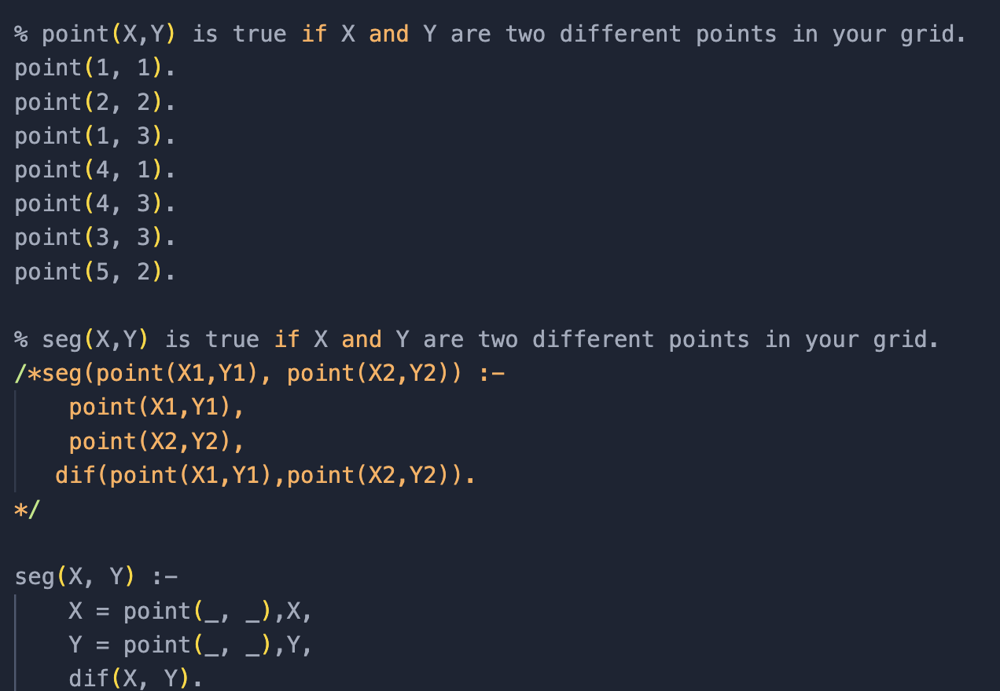 % point(X,Y) is true if X and Y are two different points in your grid.
point(1, 1).
point(2, 2).
point(1, 3).
point(4, 1).
point(4, 3).
point(3, 3).
point(5, 2).

% seg(X,Y) is true if X and Y are two different points in your grid.
/*seg(point(X1,Y1), point(X2,Y2)) :-
    point(X1,Y1),
    point(X2,Y2),
   dif(point(X1,Y1),point(X2,Y2)).
*/

seg(X, Y) :-
    X = point(_, _),X,
    Y = point(_, _),Y,
    dif(X, Y).